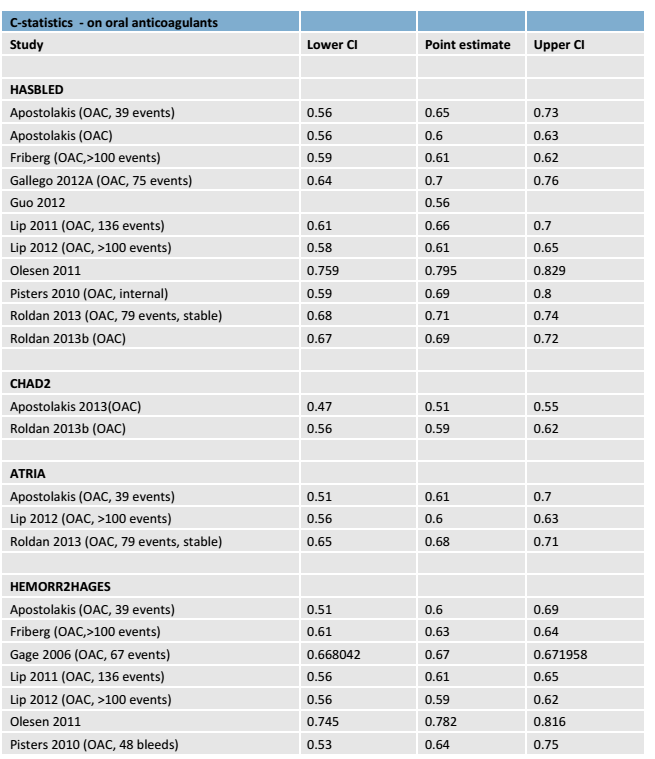 C-statistics - on oral anticoagulants
Study Lower CI Point estimate Upper CI
HASBLED
Apostolakis (OAC, 39 events) 0.56 0.65 0.73
Apostolakis (OAC) 0.56 0.6 0.63
Friberg (OAC,>100 events) 0.59 0.61 0.62
Gallego 2012A (OAC, 75 events) 0.64 0.7 0.76
Guo 2012 0.56
Lip 2011 (OAC, 136 events) 0.61 0.66 0.7
Lip 2012 (OAC, >100 events) 0.58 0.61 0.65
Olesen 2011 0.759 0.795 0.829
Pisters 2010 (OAC, internal) 0.59 0.69 0.8
Roldan 2013 (OAC, 79 events, stable) 0.68 0.71 0.74
Roldan 2013b (OAC) 0.67 0.69 0.72
CHAD2
Apostolakis 2013(OAC) 0.47 0.51 0.55
Roldan 2013b (OAC) 0.56 0.59 0.62
ATRIA
Apostolakis (OAC, 39 events) 0.51 0.61 0.7
Lip 2012 (OAC, >100 events) 0.56 0.6 0.63
Roldan 2013 (OAC, 79 events, stable) 0.65 0.68 0.71
HEMORR2HAGES
Apostolakis (OAC, 39 events) 0.51 0.6 0.69
Friberg (OAC,>100 events) 0.61 0.63 0.64
Gage 2006 (OAC, 67 events) 0.668042 0.67 0.671958
Lip 2011 (OAC, 136 events) 0.56 0.61 0.65
Lip 2012 (OAC, >100 events) 0.56 0.59 0.62
Olesen 2011 0.745 0.782 0.816
Pisters 2010 (OAC, 48 bleeds) 0.53 0.64 0.75